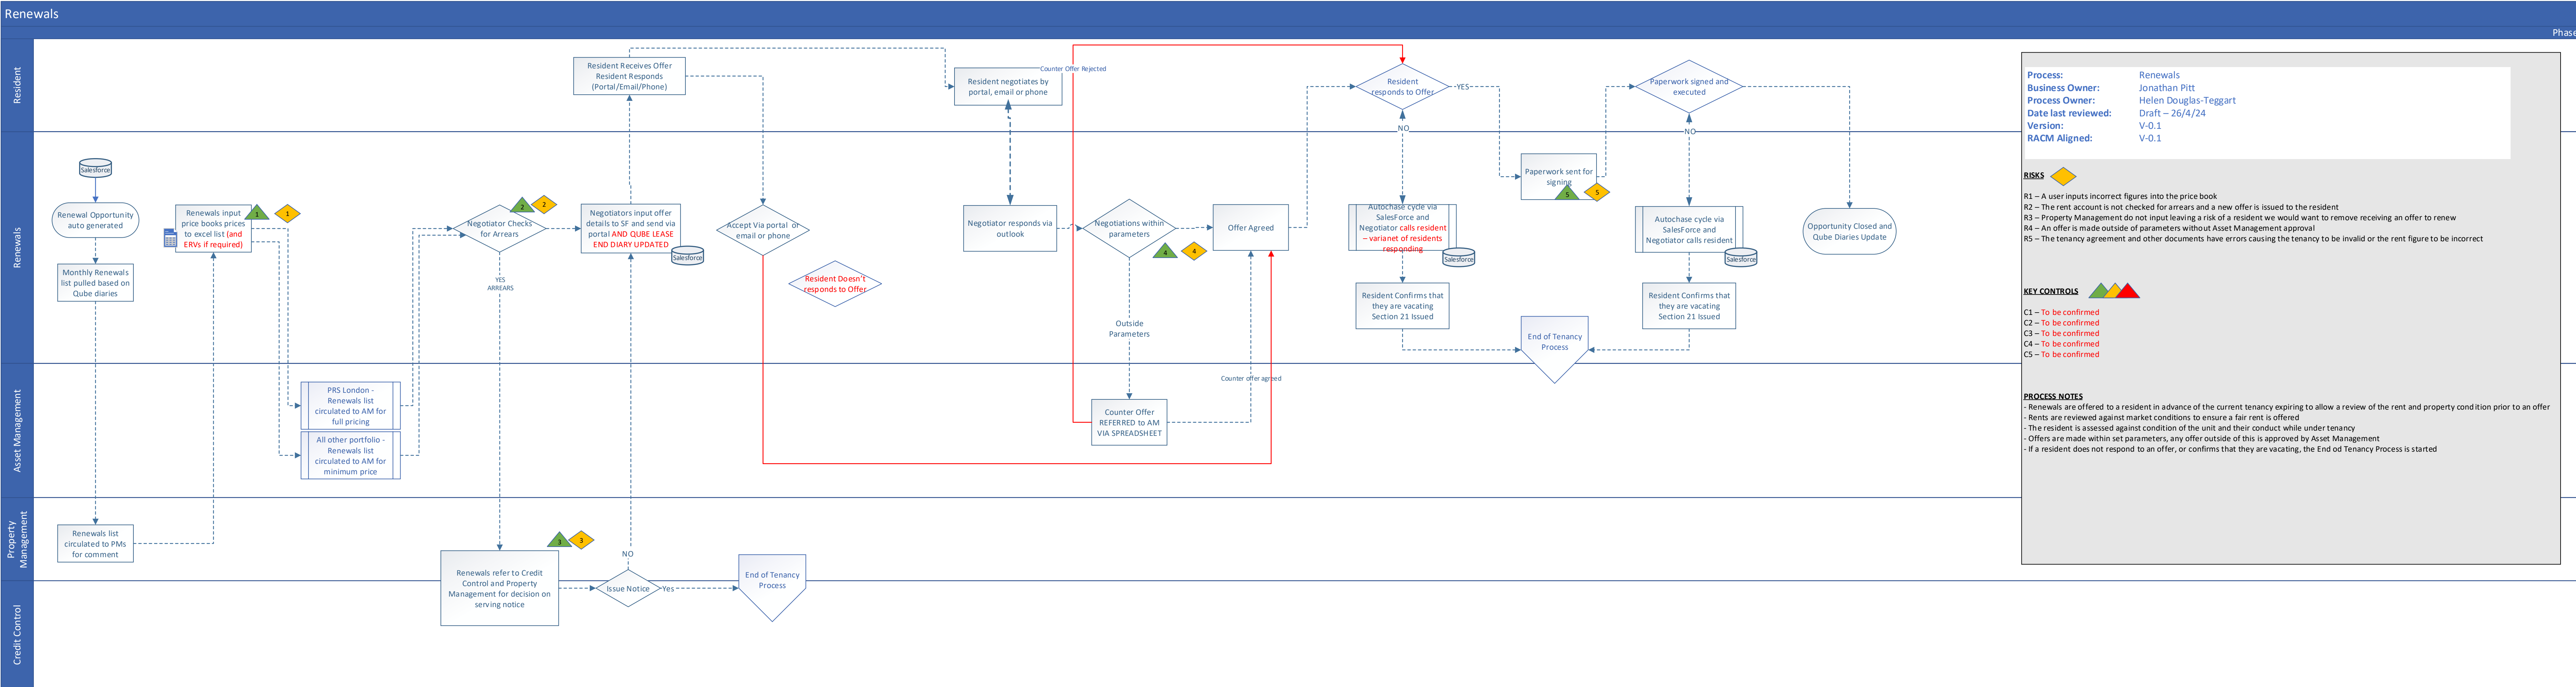 Renewals
Phase
Resident
Renewals
Asset Management
Property
Management
Credit Control
Salesforce
Renewal Opportunity
auto generated
Monthly Renewals
list pulled based on
Qube diaries
Renewals list
circulated to PMs
for comment
Renewals input
price books prices
to excel list (and
ERVs if required)
1
1
PRS London -
Renewals list
circulated to AM for
full pricing
All other portfolio -
Renewals list
circulated to AM for
minimum price
Negotiator Checks
for Arrears
2
2
YES
ARREARS
Renewals refer to Credit
Control and Property
Management for decision on
serving notice
3
3
Issue Notice
NO
Yes
End of Tenancy
Process
Negotiators input offer
details to SF and send via
portal AND QUBE LEASE
END DIARY UPDATED
Salesforce
Resident Receives Offer
Resident Responds
(Portal/Email/Phone)
Accept Via portal or
email or phone
Resident Doesn't
responds to Offer
Resident negotiates by
portal, email or phone
Counter Offer Rejected
Negotiator responds via
outlook
Negotiations within
parameters
4
4
Outside
Parameters
Counter Offer
REFERRED to AM
VIA SPREADSHEET
Counter offer agreed
Offer Agreed
Resident
responds to Offer
YES
NO
Autochase cycle via
SalesForce and
Negotiator calls resident
– varianet of residents
responding
Salesforce
Resident Confirms that
they are vacating
Section 21 Issued
End of Tenancy
Process
Paperwork sent for
signing
5
5
Paperwork signed and
executed
NO
Autochase cycle via
SalesForce and
Negotiator calls resident
Salesforce
Resident Confirms that
they are vacating
Section 21 Issued
Opportunity Closed and
Qube Diaries Update
Process: Renewals
Business Owner: Jonathan Pitt
Process Owner: Helen Douglas-Teggart
Date last reviewed: Draft – 26/4/24
Version: V-0.1
RACM Aligned: V-0.1
RISKS
R1 – A user inputs incorrect figures into the price book
R2 – The rent account is not checked for arrears and a new offer is issued to the resident
R3 – Property Management do not input leaving a risk of a resident we would want to remove receiving an offer to renew
R4 – An offer is made outside of parameters without Asset Management approval
R5 – The tenancy agreement and other documents have errors causing the tenancy to be invalid or the rent figure to be incorrect
KEY CONTROLS
C1 – To be confirmed
C2 – To be confirmed
C3 – To be confirmed
C4 – To be confirmed
C5 – To be confirmed
PROCESS NOTES
- Renewals are offered to a resident in advance of the current tenancy expiring to allow a review of the rent and property condition prior to an offer
- Rents are reviewed against market conditions to ensure a fair rent is offered
- The resident is assessed against condition of the unit and their conduct while under tenancy
- Offers are made within set parameters, any offer outside of this is approved by Asset Management
- If a resident does not respond to an offer, or confirms that they are vacating, the End od Tenancy Process is started